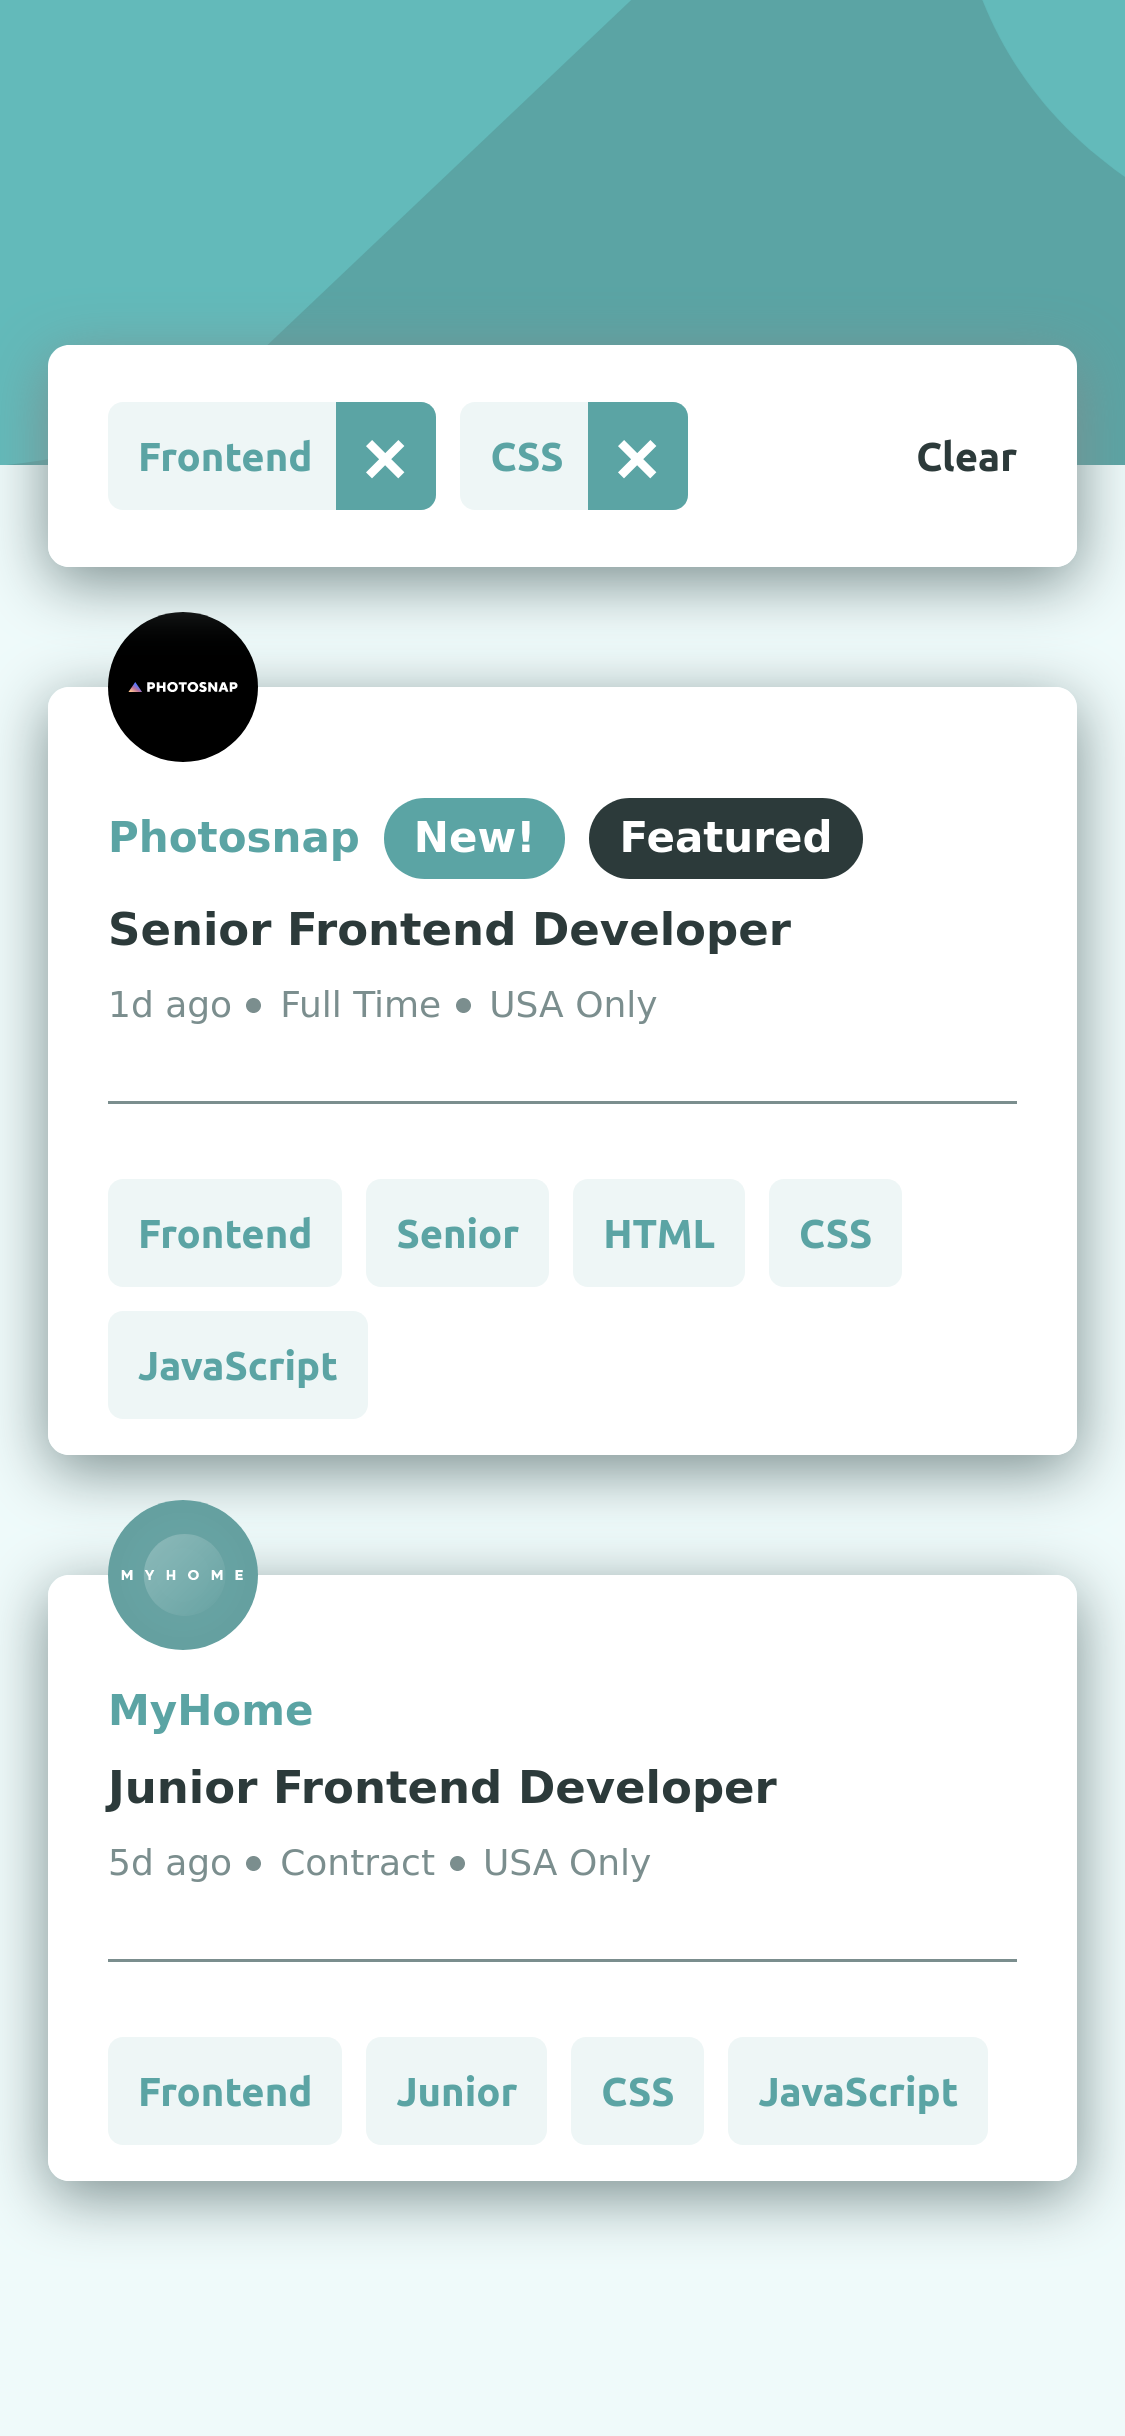 Frontend CSS Clear
PHOTOSNAP
Photosnap New! Featured
Senior Frontend Developer
1d ago • Full Time • USA Only
Frontend Senior HTML CSS
JavaScript
MYHOME
MyHome
Junior Frontend Developer
5d ago • Contract • USA Only
Frontend Junior CSS JavaScript